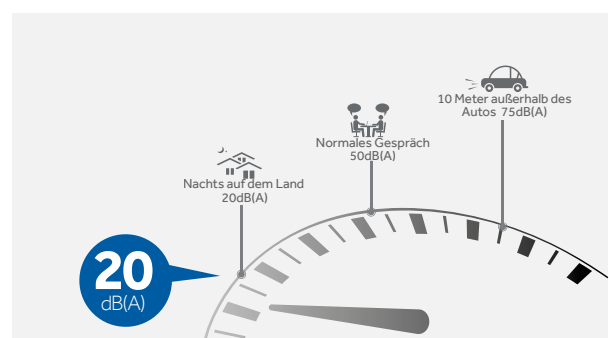 10 Meter außerhalb des
Autos 75dB(A)
Normales Gespräch
50dB(A)
Nachts auf dem Land
20dB(A)
20
dB(A)